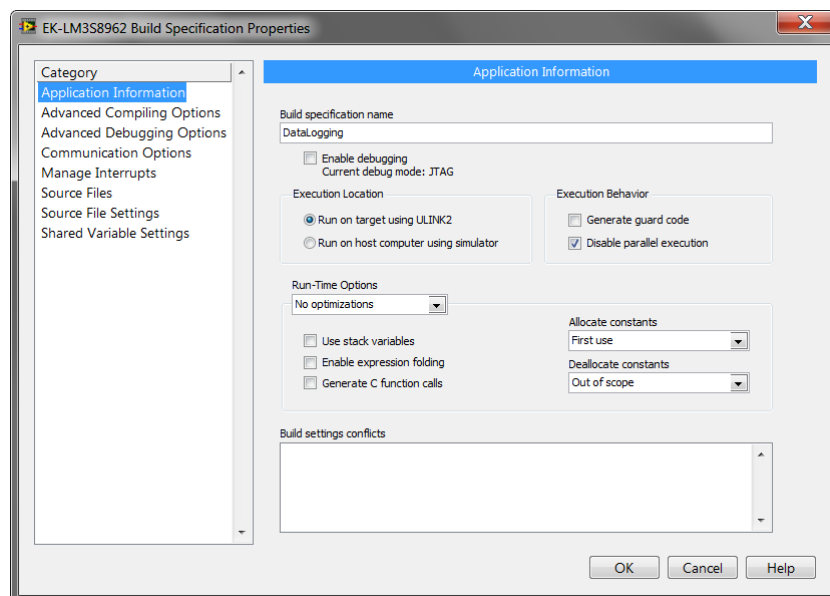 EK-LM3S8962 Build Specification Properties
Category
Application Information
Advanced Compiling Options
Advanced Debugging Options
Communication Options
Manage Interrupts
Source Files
Source File Settings
Shared Variable Settings
Application Information
Build specification name
DataLogging
Enable debugging
Current debug mode: JTAG
Execution Location
Run on target using ULINK2
Run on host computer using simulator
Execution Behavior
Generate guard code
Disable parallel execution
Run-Time Options
No optimizations
Use stack variables
Enable expression folding
Generate C function calls
Allocate constants
First use
Deallocate constants
Out of scope
Build settings conflicts
OK
Cancel
Help